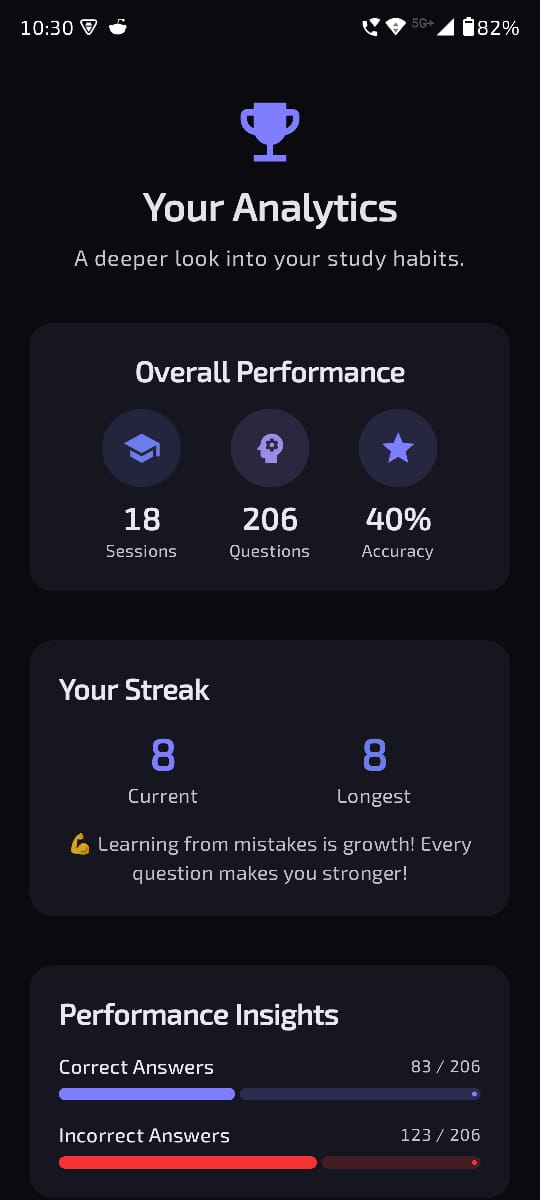 10:30 5G+ 82%
Your Analytics
A deeper look into your study habits.
Overall Performance
18 206 40%
Sessions Questions Accuracy
Your Streak
8 8
Current Longest
💪 Learning from mistakes is growth! Every
question makes you stronger!
Performance Insights
Correct Answers 83 / 206
Incorrect Answers 123 / 206